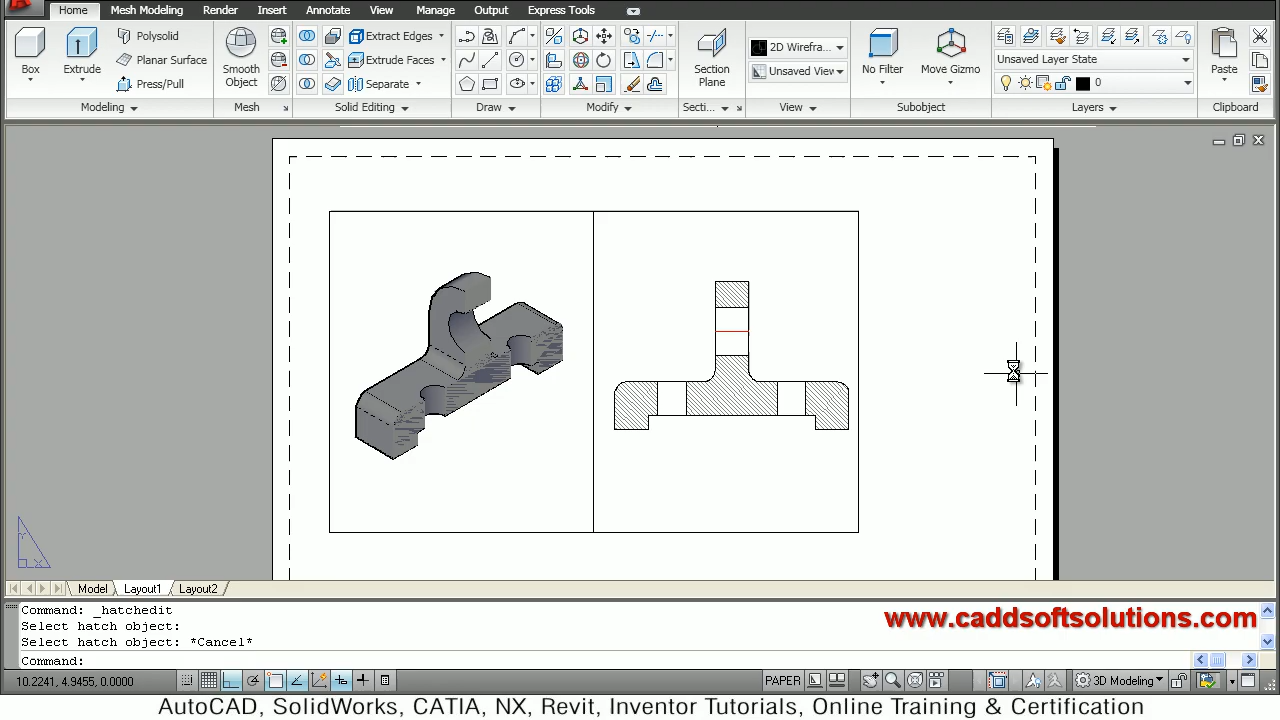 Home Mesh Modeling Render Insert Annotate View Manage Output Express Tools
Box
Extrude
Polysolid
Planar Surface
Press/Pull
Modeling
Smooth Object
Mesh
Extract Edges
Extrude Faces
Separate
Solid Editing
Draw
Modify
Section Plane
Secti...
2D Wirefra...
Unsaved View
View
No Filter
Move Gizmo
Subobject
Unsaved Layer State
0
Layers
Paste
Clipboard
Y
X
Model Layout1 Layout2
Command: _hatchedit
Select hatch object:
Select hatch object: *Cancel*
Command:
www.caddsoftsolutions.com
10.2241, 4.9455, 0.0000
PAPER
3D Modeling
AutoCAD, SolidWorks, CATIA, NX, Revit, Inventor Tutorials, Online Training & Certification